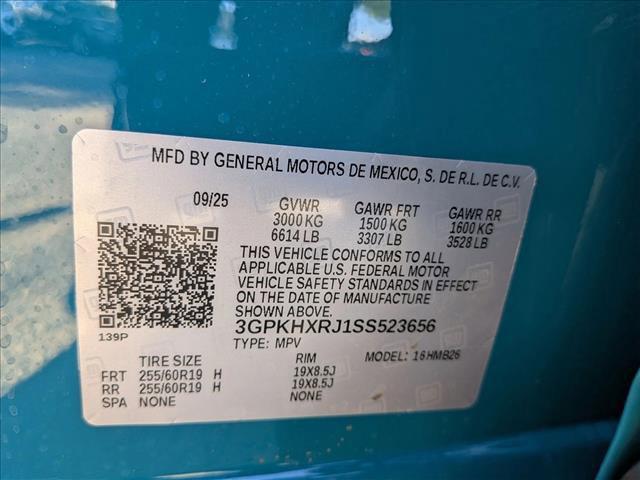 MFD BY GENERAL MOTORS DE MEXICO, S. DE R.L. DE C.V.
09/25 GVWR GAWR FRT GAWR RR
3000 KG 1500 KG 1600 KG
6614 LB 3307 LB 3528 LB
THIS VEHICLE CONFORMS TO ALL
APPLICABLE U.S. FEDERAL MOTOR
VEHICLE SAFETY STANDARDS IN EFFECT
ON THE DATE OF MANUFACTURE
SHOWN ABOVE.
3GPKHXRJ1SS523656
139P
TYPE: MPV MODEL: 16HMB26
TIRE SIZE RIM
FRT 255/60R19 H 19X8.5J
RR 255/60R19 H 19X8.5J
SPA NONE NONE